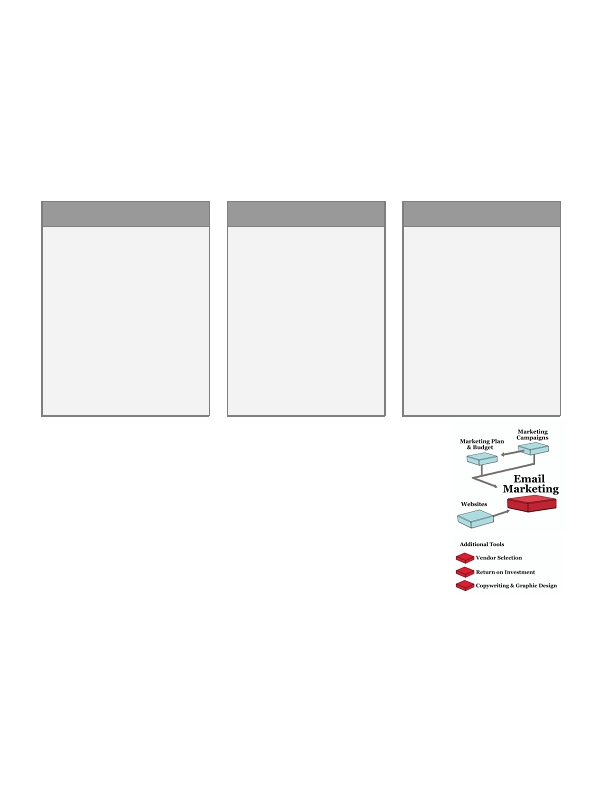 Marketing
Campaigns
Marketing Plan
& Budget
Email
Marketing
Websites
Additional Tools
Vendor Selection
Return on Investment
Copywriting & Graphic Design